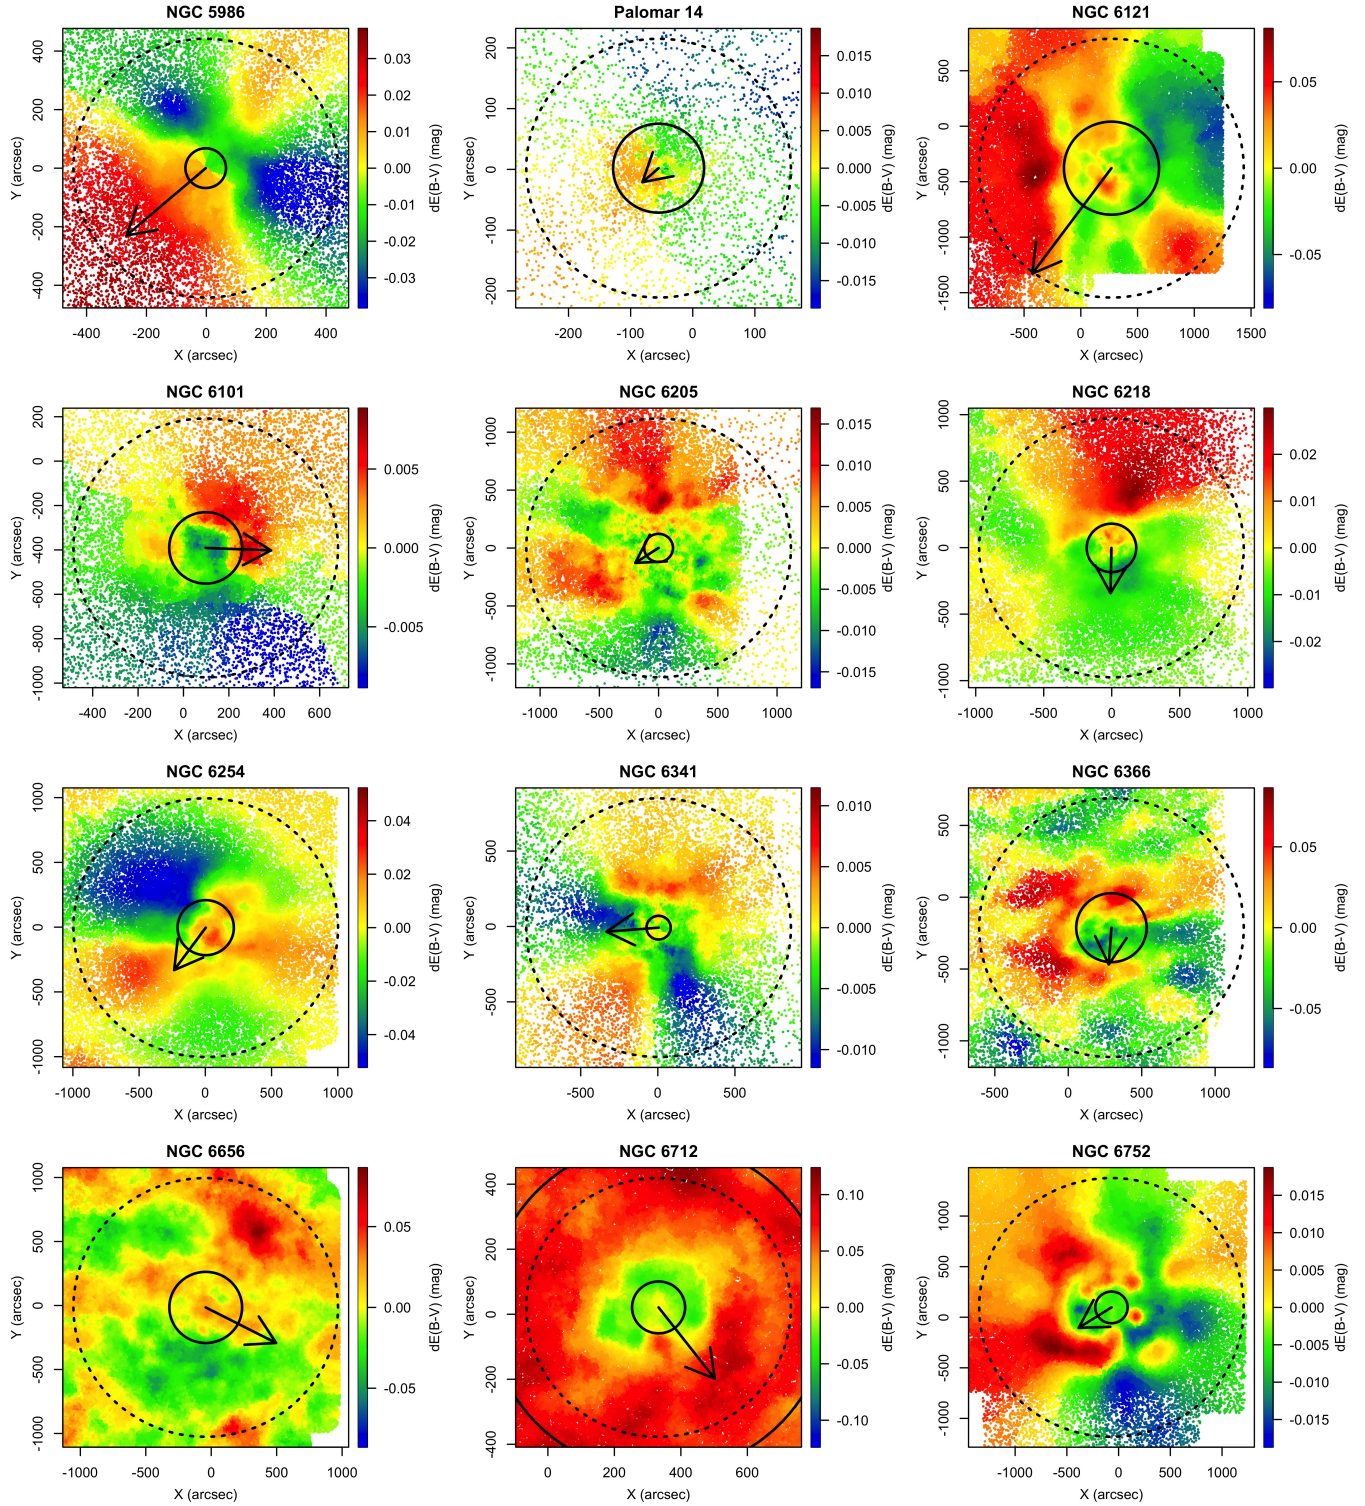 NGC 5986
Y (arcsec)
400
200
0
-200
-400
-400 -200 0 200 400
X (arcsec)
0.03
0.02
0.01
0.00
-0.01
-0.02
-0.03
dE(B-V) (mag)
Palomar 14
Y (arcsec)
200
100
0
-100
-200
-200 -100 0 100
X (arcsec)
0.015
0.010
0.005
0.000
-0.005
-0.010
-0.015
dE(B-V) (mag)
NGC 6121
Y (arcsec)
500
0
-500
-1000
-1500
-500 0 500 1000 1500
X (arcsec)
0.05
0.00
-0.05
dE(B-V) (mag)
NGC 6101
Y (arcsec)
200
0
-200
-400
-600
-800
-1000
-400 -200 0 200 400 600
X (arcsec)
0.005
0.000
-0.005
dE(B-V) (mag)
NGC 6205
Y (arcsec)
1000
500
0
-500
-1000
-1000 -500 0 500 1000
X (arcsec)
0.015
0.010
0.005
0.000
-0.005
-0.010
-0.015
dE(B-V) (mag)
NGC 6218
Y (arcsec)
1000
500
0
-500
-1000
-1000 -500 0 500 1000
X (arcsec)
0.02
0.01
0.00
-0.01
-0.02
dE(B-V) (mag)
NGC 6254
Y (arcsec)
1000
500
0
-500
-1000
-1000 -500 0 500 1000
X (arcsec)
0.04
0.02
0.00
-0.02
-0.04
dE(B-V) (mag)
NGC 6341
Y (arcsec)
500
0
-500
-500 0 500
X (arcsec)
0.010
0.005
0.000
-0.005
-0.010
dE(B-V) (mag)
NGC 6366
Y (arcsec)
500
0
-500
-1000
-500 0 500 1000
X (arcsec)
0.05
0.00
-0.05
dE(B-V) (mag)
NGC 6656
Y (arcsec)
1000
500
0
-500
-1000
-1000 -500 0 500 1000
X (arcsec)
0.05
0.00
-0.05
dE(B-V) (mag)
NGC 6712
Y (arcsec)
400
200
0
-200
-400
0 200 400 600
X (arcsec)
0.10
0.05
0.00
-0.05
-0.10
dE(B-V) (mag)
NGC 6752
Y (arcsec)
1000
500
0
-500
-1000
-1000 -500 0 500 1000
X (arcsec)
0.015
0.010
0.005
0.000
-0.005
-0.010
-0.015
dE(B-V) (mag)